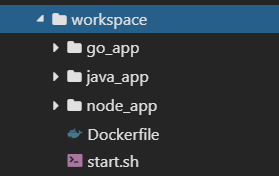 workspace
go_app
java_app
node_app
Dockerfile
start.sh